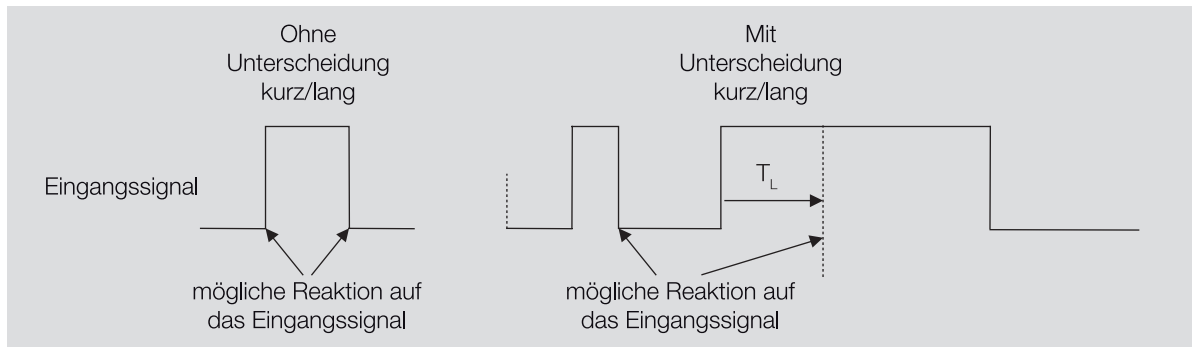 Ohne
Unterscheidung
kurz/lang
Mit
Unterscheidung
kurz/lang
Eingangssignal
T_L
mögliche Reaktion auf
das Eingangssignal
mögliche Reaktion auf
das Eingangssignal